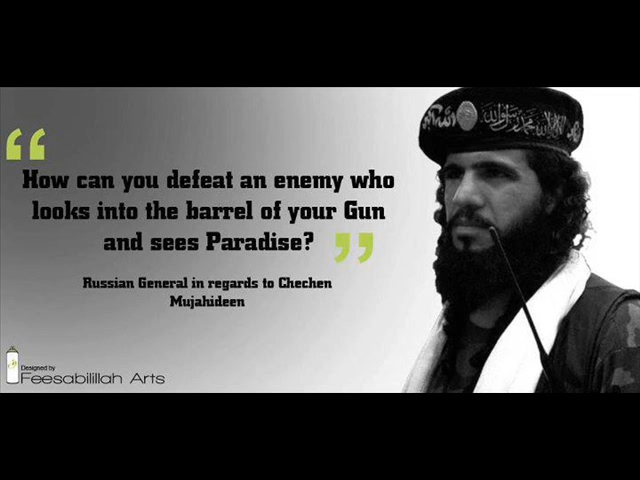 “
How can you defeat an enemy who
looks into the barrel of your Gun
and sees Paradise? ”
Russian General in regards to Chechen
Mujahideen
Designed by
Feesabilillah Arts